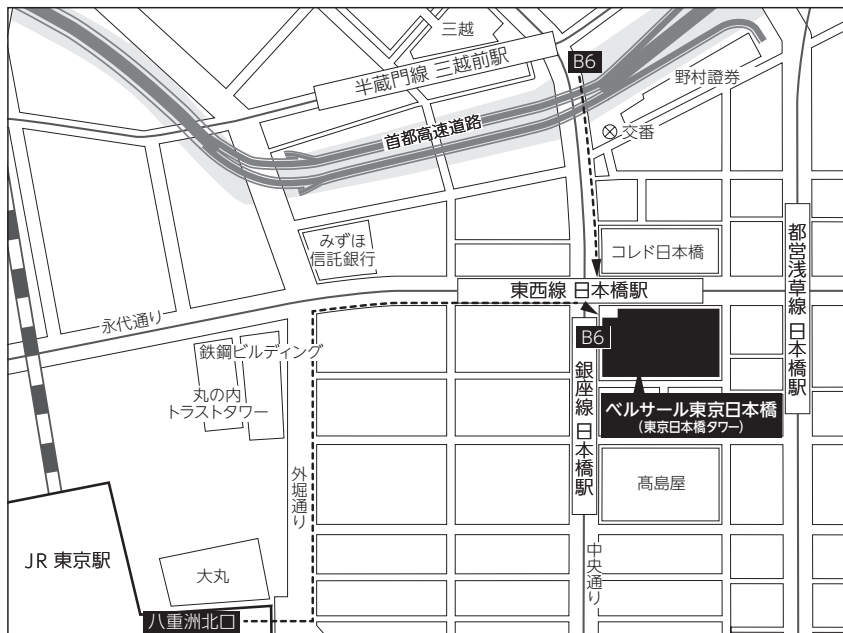 三越
半蔵門線 三越前駅
B6
野村證券
首都高速道路
交番
みずほ
信託銀行
コレド日本橋
都営浅草線 日本橋駅
東西線 日本橋駅
永代通り
鉄鋼ビルディング
B6
丸の内
トラストタワー
銀座線 日本橋駅
ベルサール東京日本橋
(東京日本橋タワー)
外堀通り
髙島屋
JR 東京駅
大丸
中央通り
八重洲北口